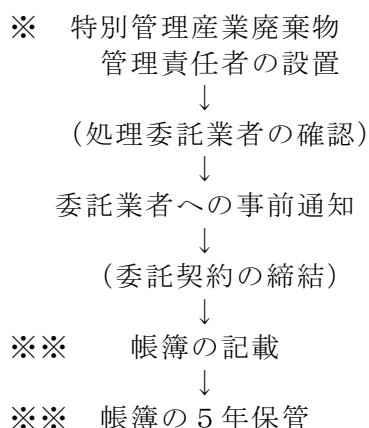 ※ 特別管理産業廃棄物
管理責任者の設置
↓
（処理委託業者の確認）
↓
委託業者への事前通知
↓
（委託契約の締結）
↓
※※ 帳簿の記載
↓
※※ 帳簿の５年保管